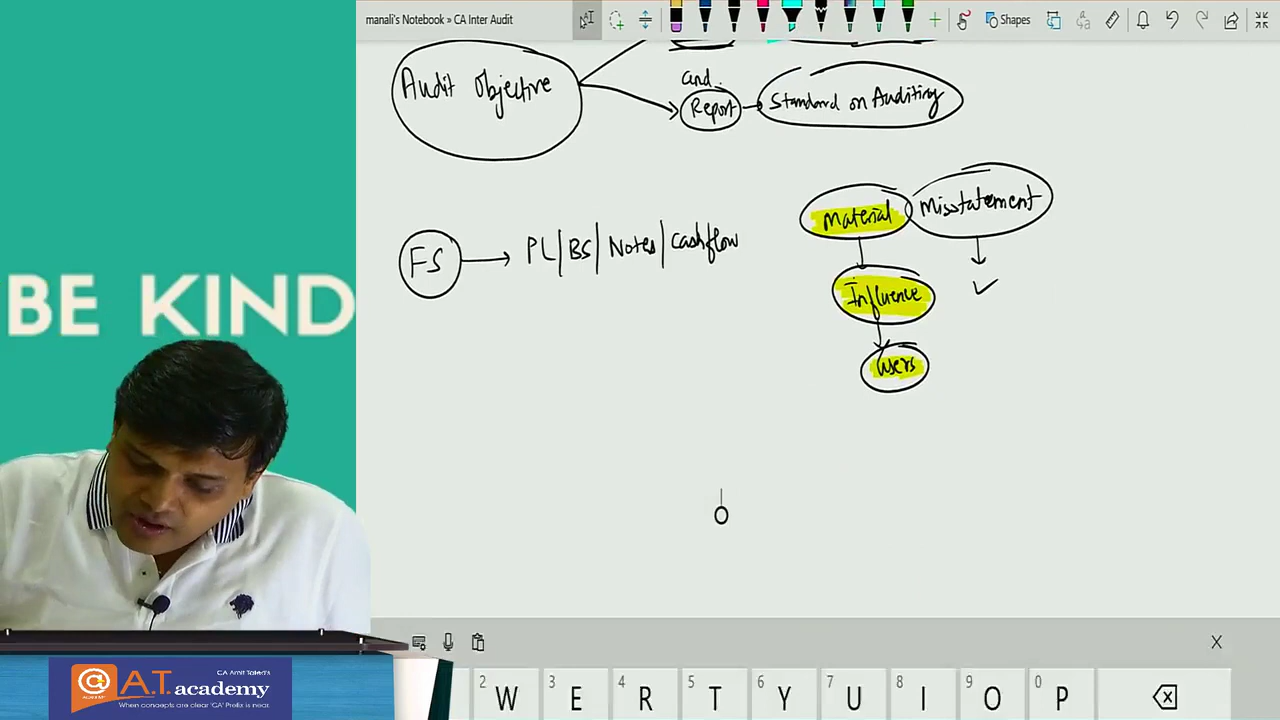 manali's Notebook » CA Inter Audit
Shapes
Audit Objective
and.
Report
Standard on Auditing
Material
Misstatement
FS
PL/BS/Notes/Cashflow
Influence
Users
BE KIND
@
ACADEMY
CA Amit Tated's
A.T. academy
When concepts are clear 'CA' Prefix is near.
2 W 3 E 4 R 5 T 6 Y 7 U 8 I 9 O 0 P